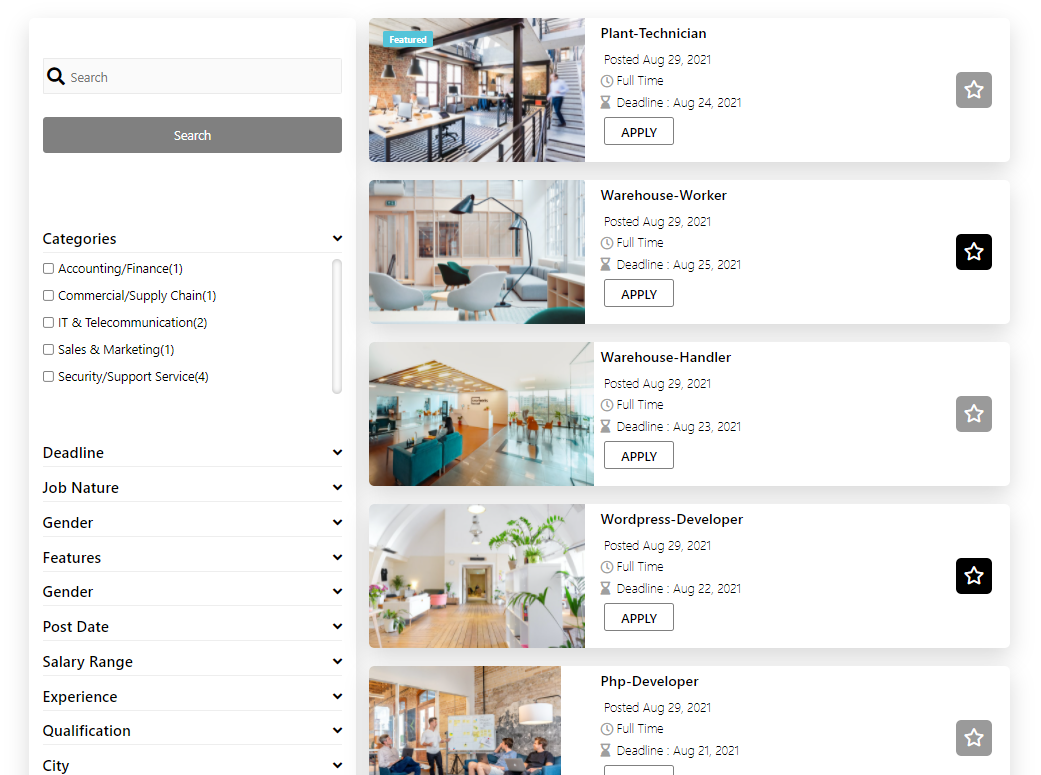 Search
Search
Categories
Accounting/Finance(1)
Commercial/Supply Chain(1)
IT & Telecommunication(2)
Sales & Marketing(1)
Security/Support Service(4)
Deadline
Job Nature
Gender
Features
Gender
Post Date
Salary Range
Experience
Qualification
City
Featured
Plant-Technician
Posted Aug 29, 2021
Full Time
Deadline : Aug 24, 2021
APPLY
Warehouse-Worker
Posted Aug 29, 2021
Full Time
Deadline : Aug 25, 2021
APPLY
Warehouse-Handler
Posted Aug 29, 2021
Full Time
Deadline : Aug 23, 2021
APPLY
Wordpress-Developer
Posted Aug 29, 2021
Full Time
Deadline : Aug 22, 2021
APPLY
Php-Developer
Posted Aug 29, 2021
Full Time
Deadline : Aug 21, 2021